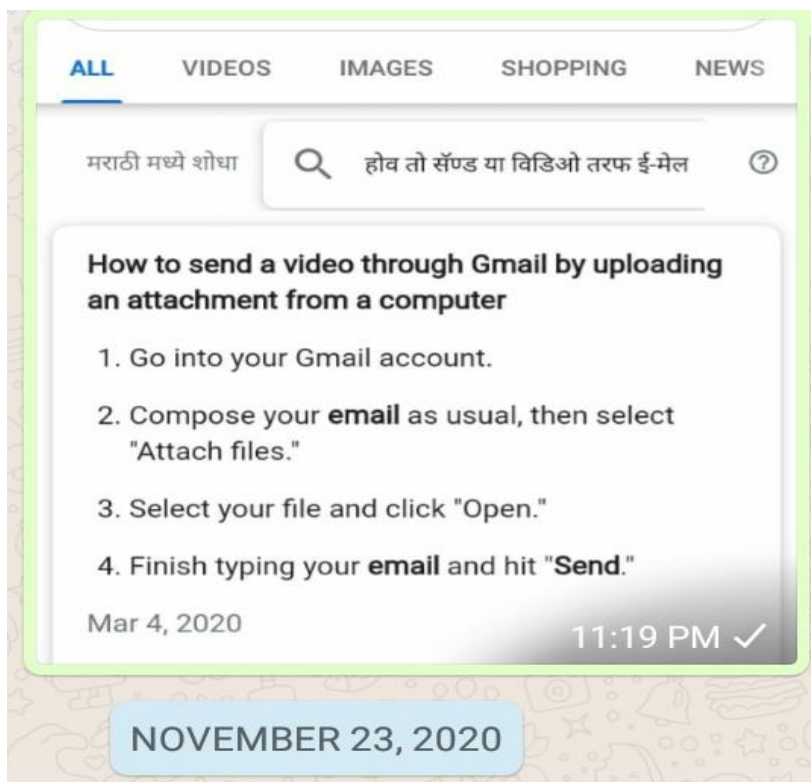 ALL VIDEOS IMAGES SHOPPING NEWS
मराठी मध्ये शोधा होव तो सॅण्ड या विडिओ तरफ ई-मेल
How to send a video through Gmail by uploading
an attachment from a computer
1. Go into your Gmail account.
2. Compose your email as usual, then select
"Attach files."
3. Select your file and click "Open."
4. Finish typing your email and hit "Send."
Mar 4, 2020
11:19 PM
NOVEMBER 23, 2020